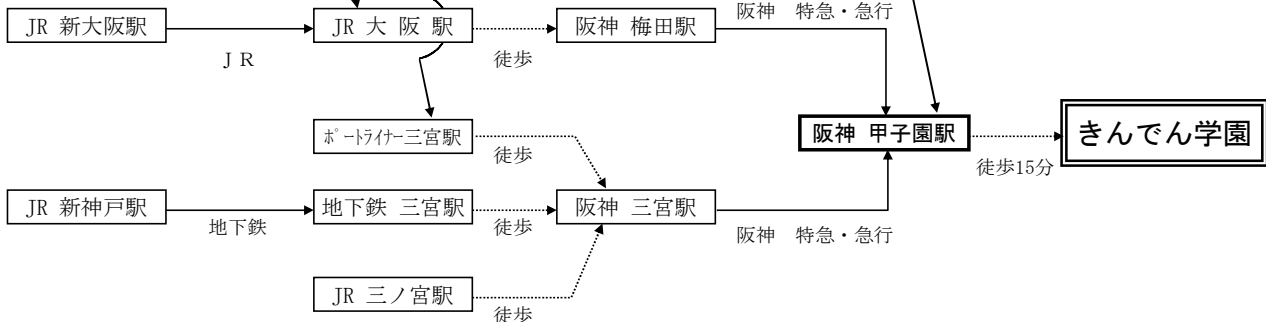 阪神 特急・急行
JR 新大阪駅
JR 大 阪 駅
阪神 梅田駅
ＪＲ
徒歩
ﾎﾟｰﾄﾗｲﾅｰ三宮駅
徒歩
阪神 甲子園駅
徒歩15分
きんでん学園
JR 新神戸駅
地下鉄
地下鉄 三宮駅
徒歩
阪神 三宮駅
阪神 特急・急行
JR 三ノ宮駅
徒歩